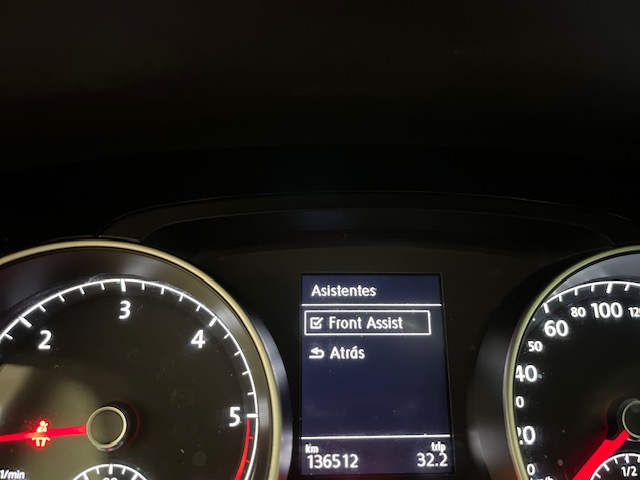 Asistentes
Front Assist
Atrás
km trip
136512 32.2
2 3 4 5
1/min
20 40 50 60 80 100
1/2